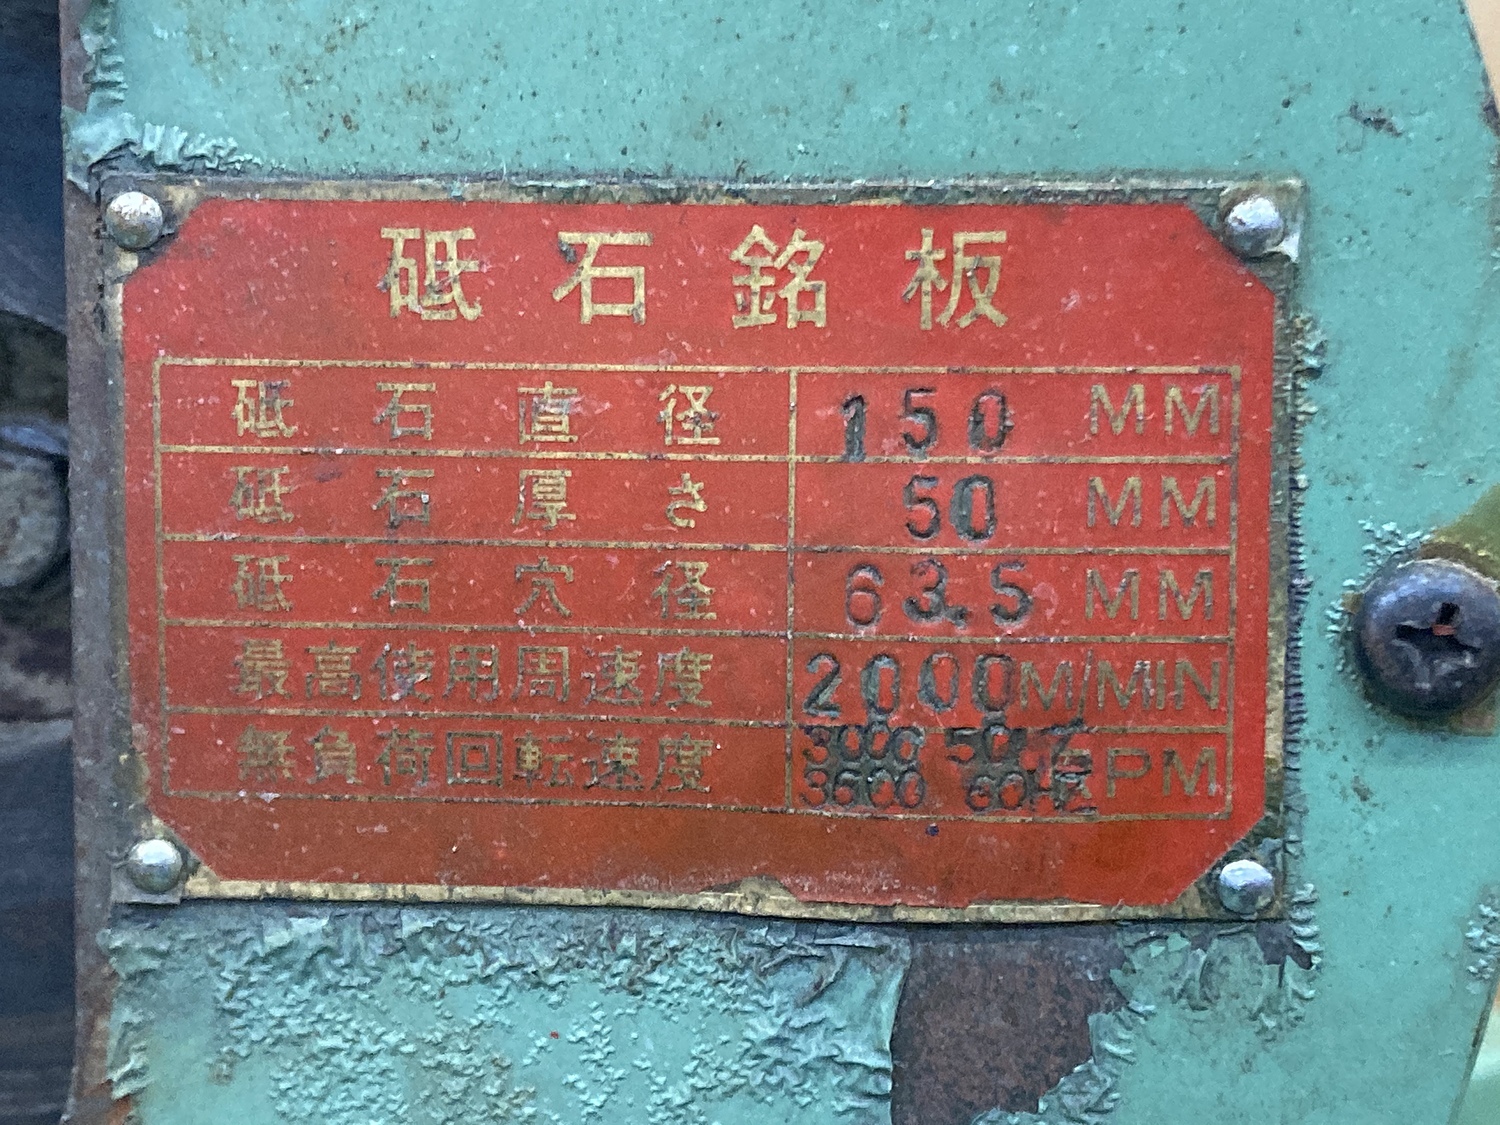 砥石銘板
砥石直径 150 MM
砥石厚さ 50 MM
砥石穴径 63.5 MM
最高使用周速度 2000 M/MIN
無負荷回転速度 3000 50HZ RPM
3600 60HZ